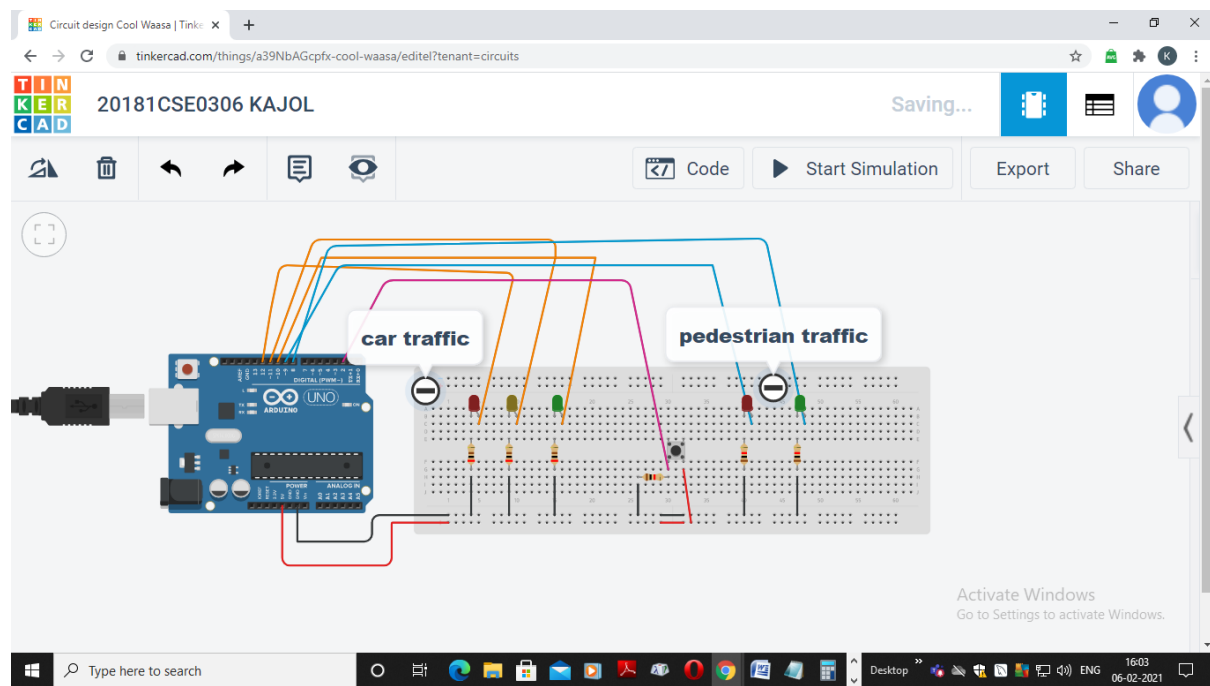 Circuit design Cool Waasa | Tinke
tinkercad.com/things/a39NbAGcpfx-cool-waasa/editel?tenant=circuits
K
TIN
KER
CAD
20181CSE0306 KAJOL
Saving...
Code
Start Simulation
Export
Share
car traffic
pedestrian traffic
DIGITAL (PWM~)
UNO
ARDUINO
ON
POWER
ANALOG IN
Activate Windows
Go to Settings to activate Windows.
Type here to search
Desktop
ENG
16:03
06-02-2021